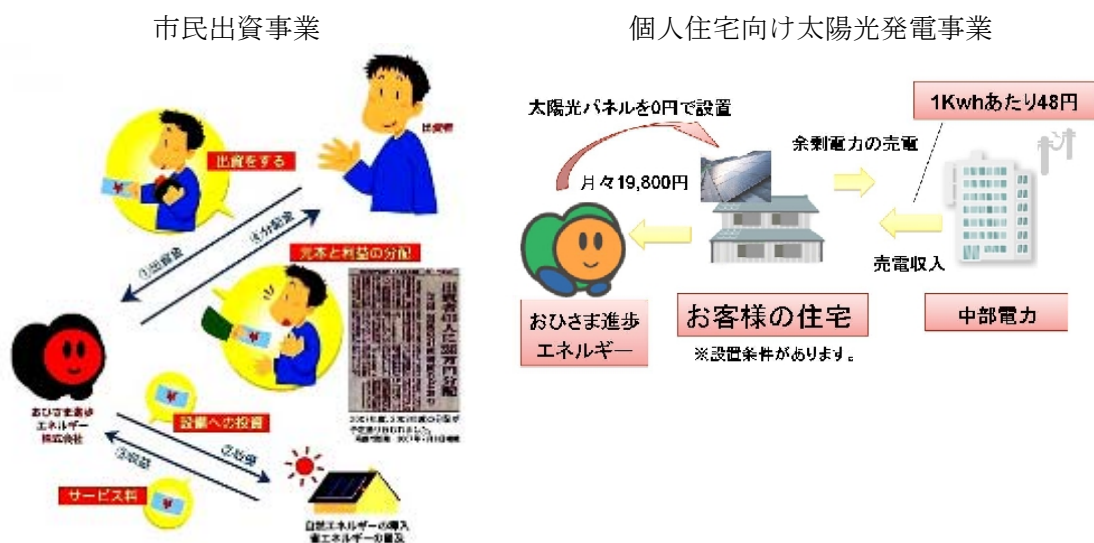 市民出資事業
出資者
出資をする
①出資金
④分配金
元本と利益の分配
おひさま進歩
エネルギー
株式会社
設備への投資
③収益
サービス料
自然エネルギーの導入
省エネルギーの普及
個人住宅向け太陽光発電事業
太陽光パネルを0円で設置
1Kwhあたり48円
余剰電力の売電
月々19,800円
売電収入
おひさま進歩
エネルギー
お客様の住宅
※設置条件があります。
中部電力